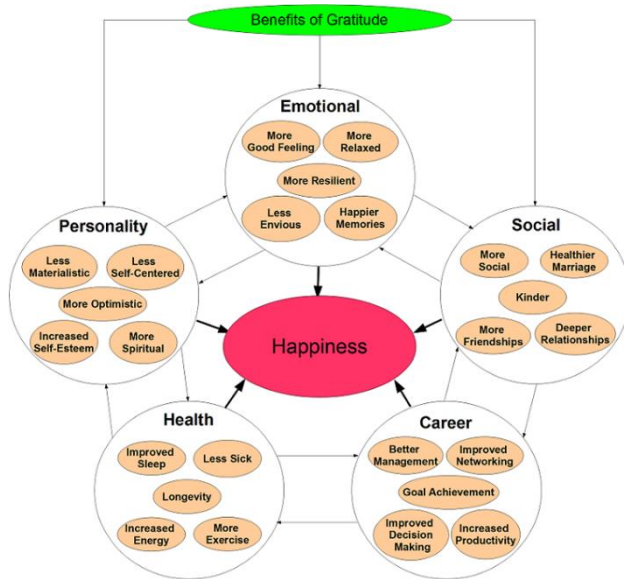 Benefits of Gratitude
Emotional
More
Good Feeling
More
Relaxed
More Resilient
Less
Envious
Happier
Memories
Personality
Less
Materialistic
Less
Self-Centered
More Optimistic
Increased
Self-Esteem
More
Spiritual
Social
More
Social
Healthier
Marriage
Kinder
More
Friendships
Deeper
Relationships
Happiness
Health
Improved
Sleep
Less Sick
Longevity
Increased
Energy
More
Exercise
Career
Better
Management
Improved
Networking
Goal Achievement
Improved
Decision
Making
Increased
Productivity